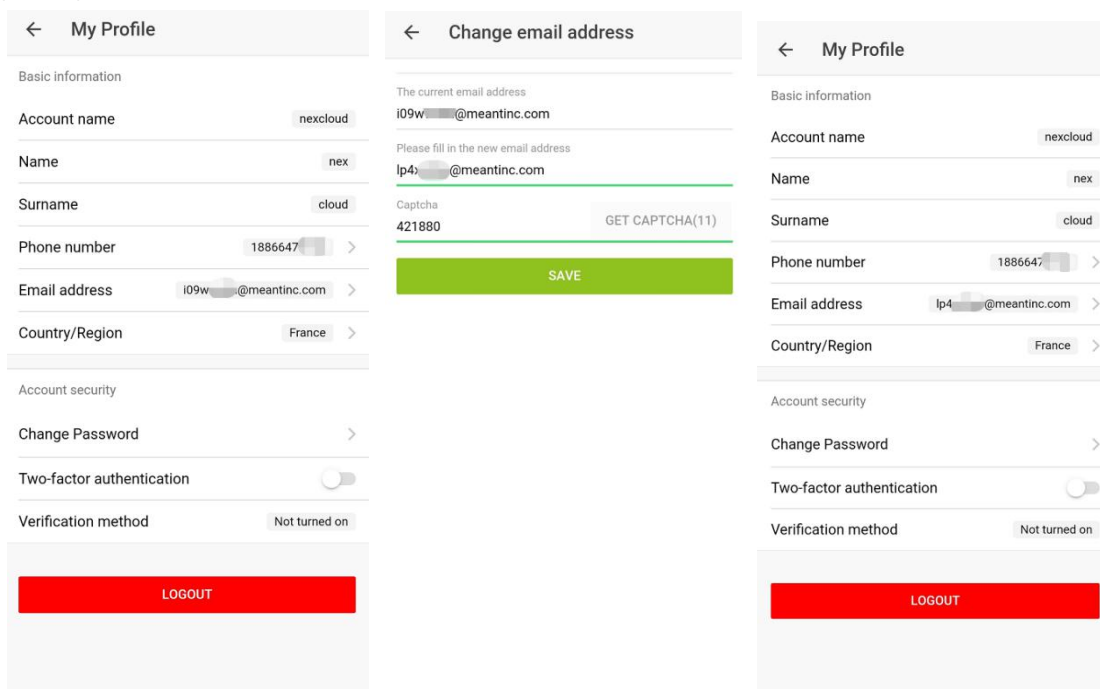 My Profile
Basic information
Account name nexcloud
Name nex
Surname cloud
Phone number 1886647
Email address i09w @meantinc.com
Country/Region France
Account security
Change Password
Two-factor authentication
Verification method Not turned on
LOGOUT
Change email address
The current email address
i09w @meantinc.com
Please fill in the new email address
lp4 @meantinc.com
Captcha
421880 GET CAPTCHA(11)
SAVE
My Profile
Basic information
Account name nexcloud
Name nex
Surname cloud
Phone number 1886647
Email address lp4 @meantinc.com
Country/Region France
Account security
Change Password
Two-factor authentication
Verification method Not turned on
LOGOUT